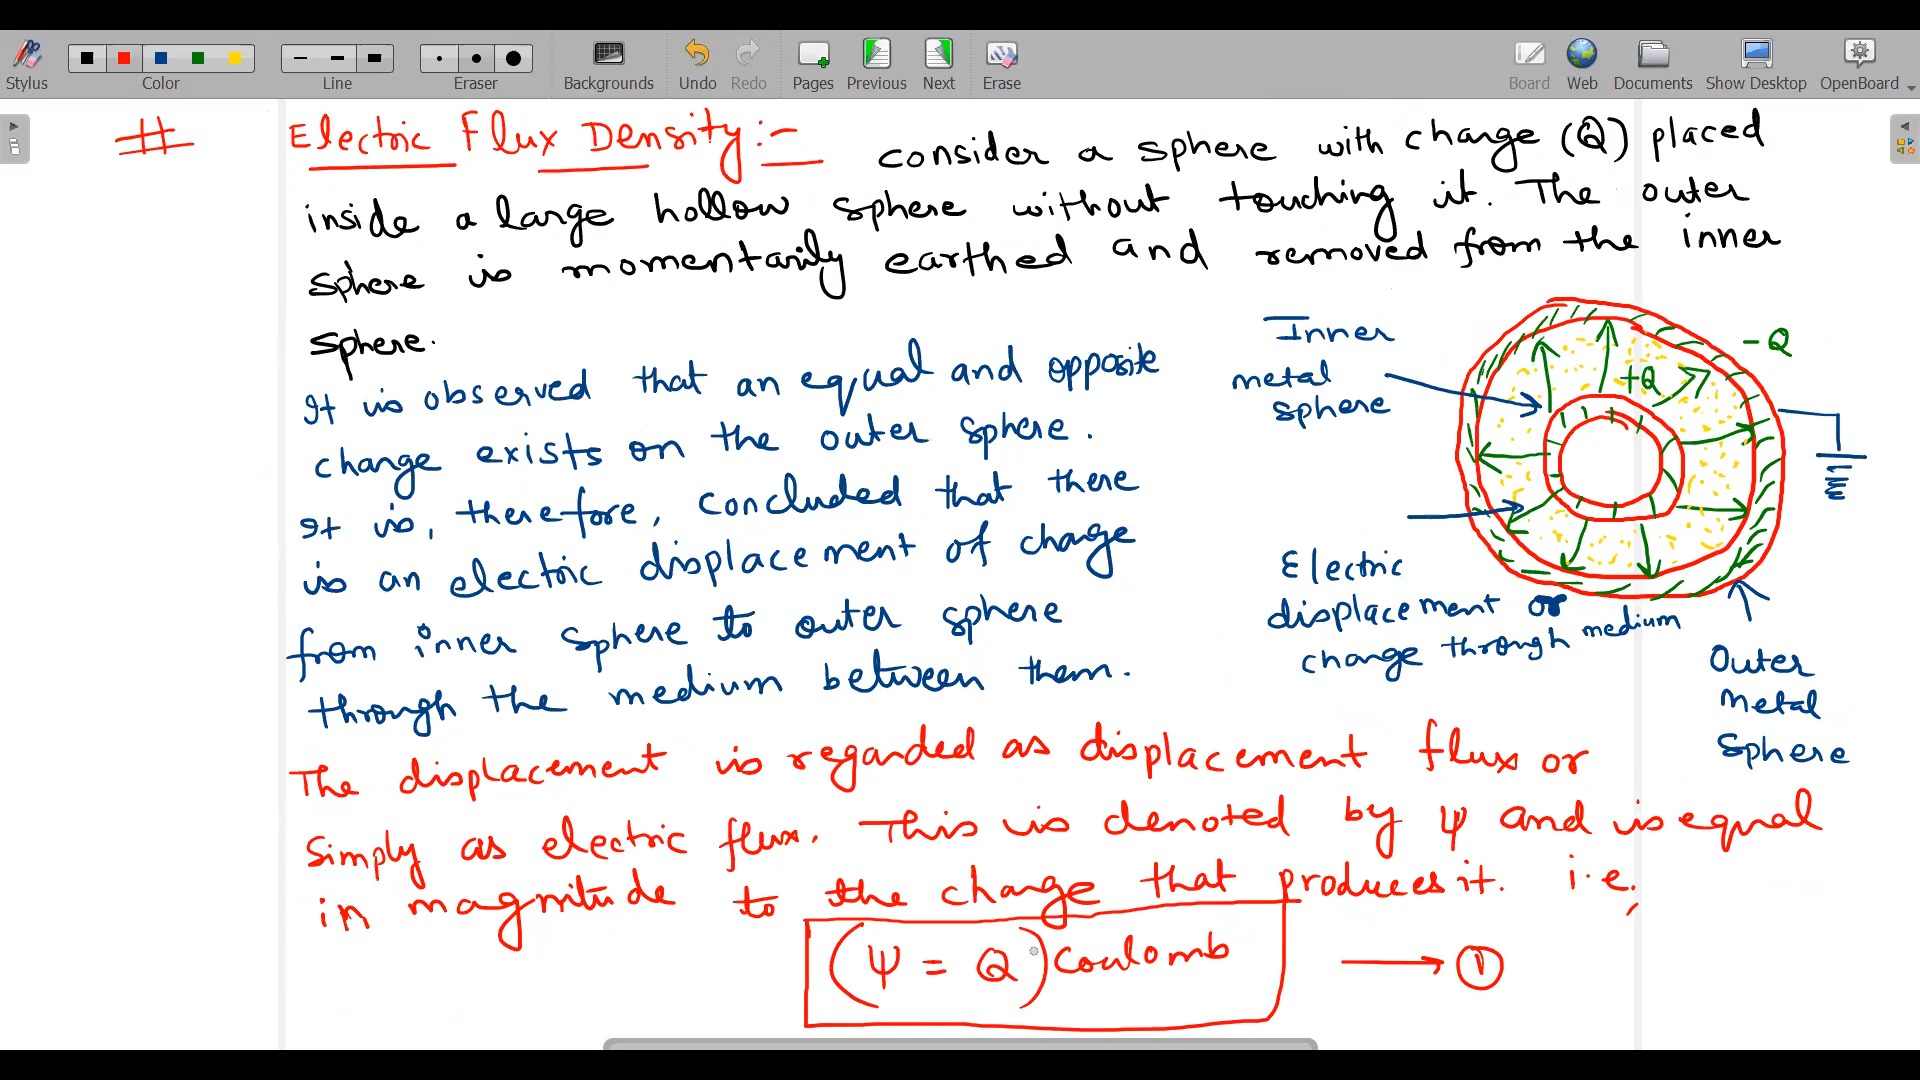 Stylus
Color
Line
Eraser
Backgrounds
Undo
Redo
Pages
Previous
Next
Erase
Board
Web
Documents
Show Desktop
OpenBoard
# Electric Flux Density:- consider a sphere with charge (Q) placed
inside a large hollow sphere without touching it. The outer
sphere is momentarily earthed and removed from the inner
sphere.
It is observed that an equal and opposite
charge exists on the outer sphere.
It is, therefore, concluded that there
is an electric displacement of charge
from inner sphere to outer sphere
through the medium between them.
Inner
metal
sphere
+Q
-Q
Electric
displacement or
charge through medium
Outer
Metal
Sphere
The displacement is regarded as displacement flux or
simply as electric flux. This is denoted by ψ and is equal
in magnitude to the charge that produces it. i.e,
(ψ = Q) Coulomb → ①